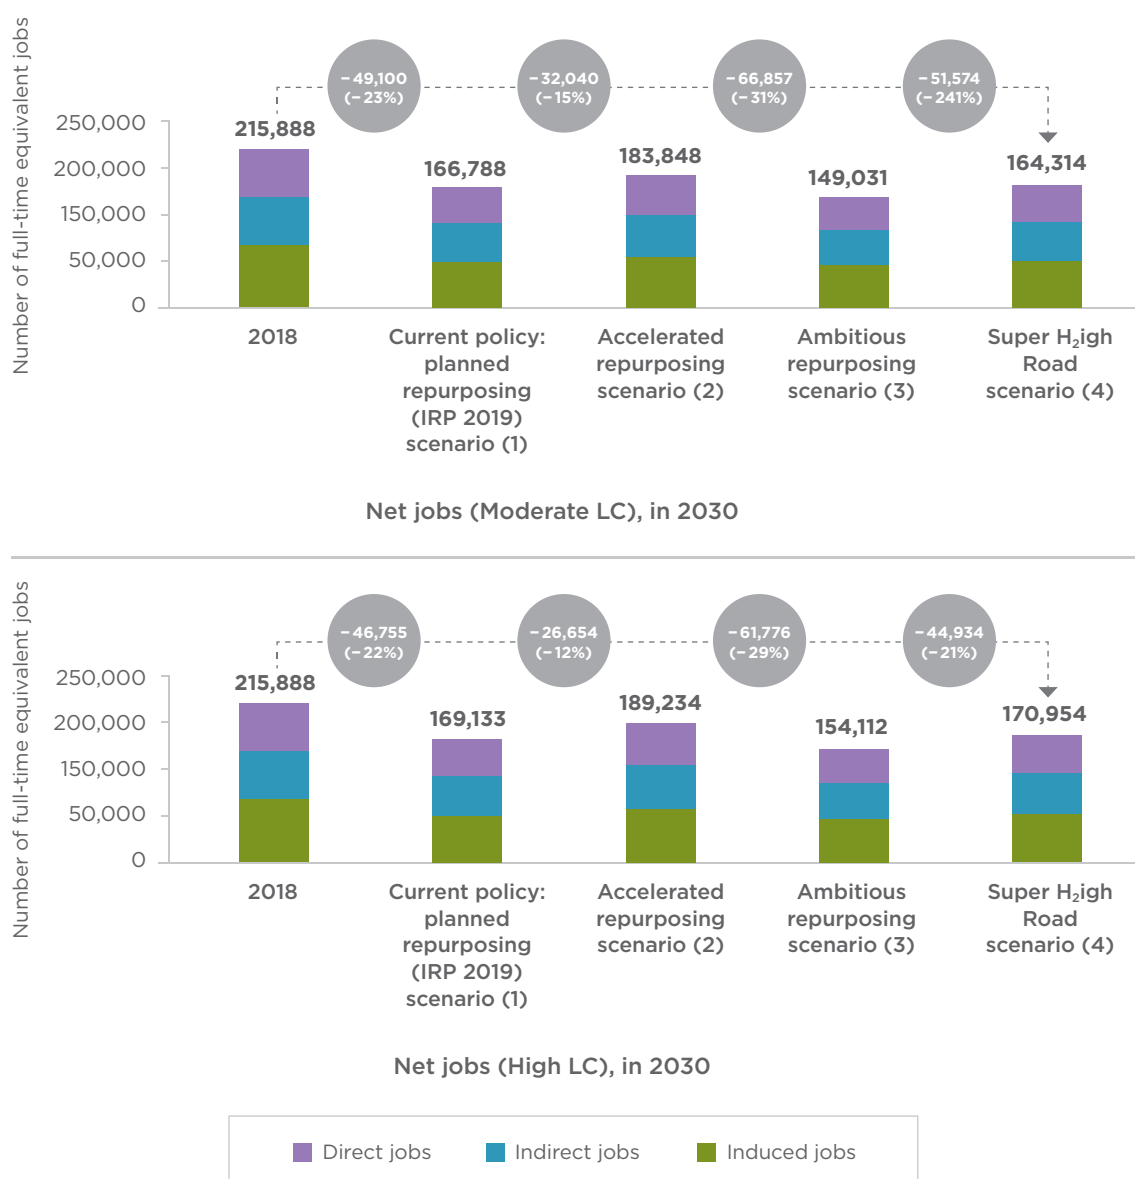 Number of full-time equivalent jobs
250,000
200,000
150,000
50,000
0
−49,100
(−23%)
−32,040
(−15%)
−66,857
(−31%)
−51,574
(−241%)
215,888
166,788
183,848
149,031
164,314
2018
Current policy:
planned
repurposing
(IRP 2019)
scenario (1)
Accelerated
repurposing
scenario (2)
Ambitious
repurposing
scenario (3)
Super H₂igh
Road
scenario (4)
Net jobs (Moderate LC), in 2030
Number of full-time equivalent jobs
250,000
200,000
150,000
50,000
0
−46,755
(−22%)
−26,654
(−12%)
−61,776
(−29%)
−44,934
(−21%)
215,888
169,133
189,234
154,112
170,954
2018
Current policy:
planned
repurposing
(IRP 2019)
scenario (1)
Accelerated
repurposing
scenario (2)
Ambitious
repurposing
scenario (3)
Super H₂igh
Road
scenario (4)
Net jobs (High LC), in 2030
Direct jobs
Indirect jobs
Induced jobs